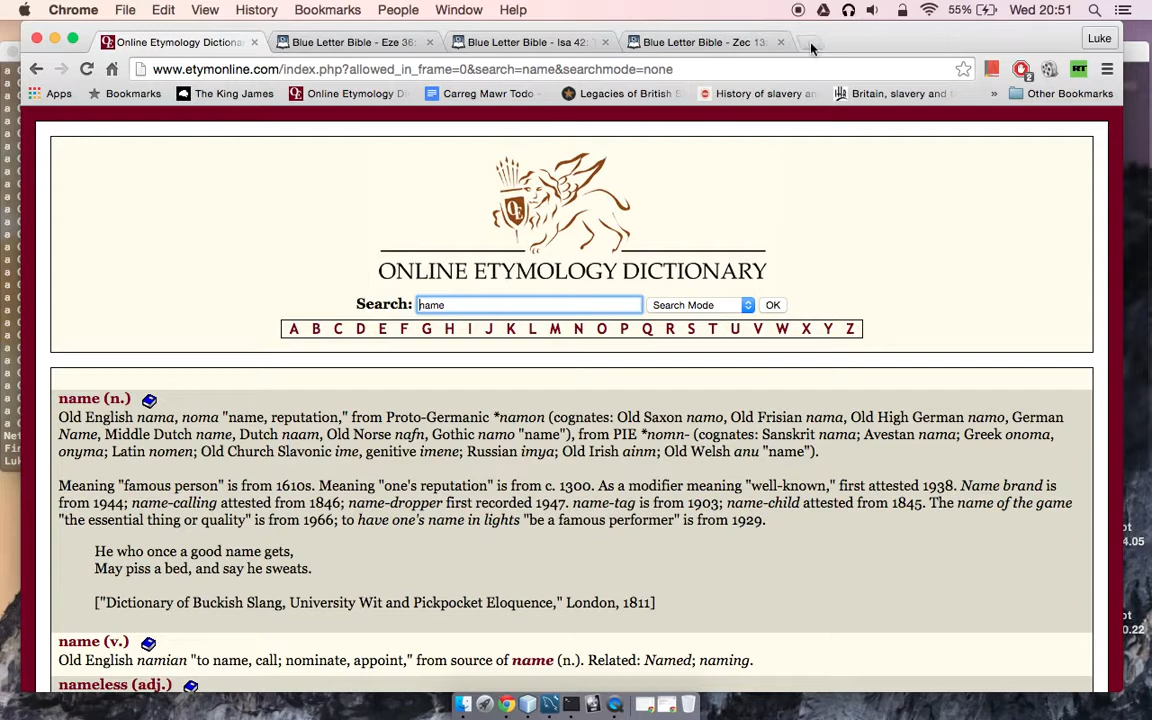 Chrome File Edit View History Bookmarks People Window Help 55% Wed 20:51
Online Etymology Dictiona Blue Letter Bible - Eze 36: Blue Letter Bible - Isa 42: Blue Letter Bible - Zec 13: Luke
www.etymonline.com/index.php?allowed_in_frame=0&search=name&searchmode=none 2 RT
Apps Bookmarks The King James Online Etymology D Carreg Mawr Todo - Legacies of British S History of slavery an Britain, slavery and t » Other Bookmarks
OE
ONLINE ETYMOLOGY DICTIONARY
Search: name Search Mode OK
A B C D E F G H I J K L M N O P Q R S T U V W X Y Z
name (n.)
Old English nama, noma "name, reputation," from Proto-Germanic *namon (cognates: Old Saxon namo, Old Frisian nama, Old High German namo, German
Name, Middle Dutch name, Dutch naam, Old Norse nafn, Gothic namo "name"), from PIE *nomn- (cognates: Sanskrit nama; Avestan nama; Greek onoma,
onyma; Latin nomen; Old Church Slavonic ime, genitive imene; Russian imya; Old Irish ainm; Old Welsh anu "name").
Meaning "famous person" is from 1610s. Meaning "one's reputation" is from c. 1300. As a modifier meaning "well-known," first attested 1938. Name brand is
from 1944; name-calling attested from 1846; name-dropper first recorded 1947. name-tag is from 1903; name-child attested from 1845. The name of the game
"the essential thing or quality" is from 1966; to have one's name in lights "be a famous performer" is from 1929.
He who once a good name gets,
May piss a bed, and say he sweats.
["Dictionary of Buckish Slang, University Wit and Pickpocket Eloquence," London, 1811]
name (v.)
Old English namian "to name, call; nominate, appoint," from source of name (n.). Related: Named; naming.
nameless (adj.)